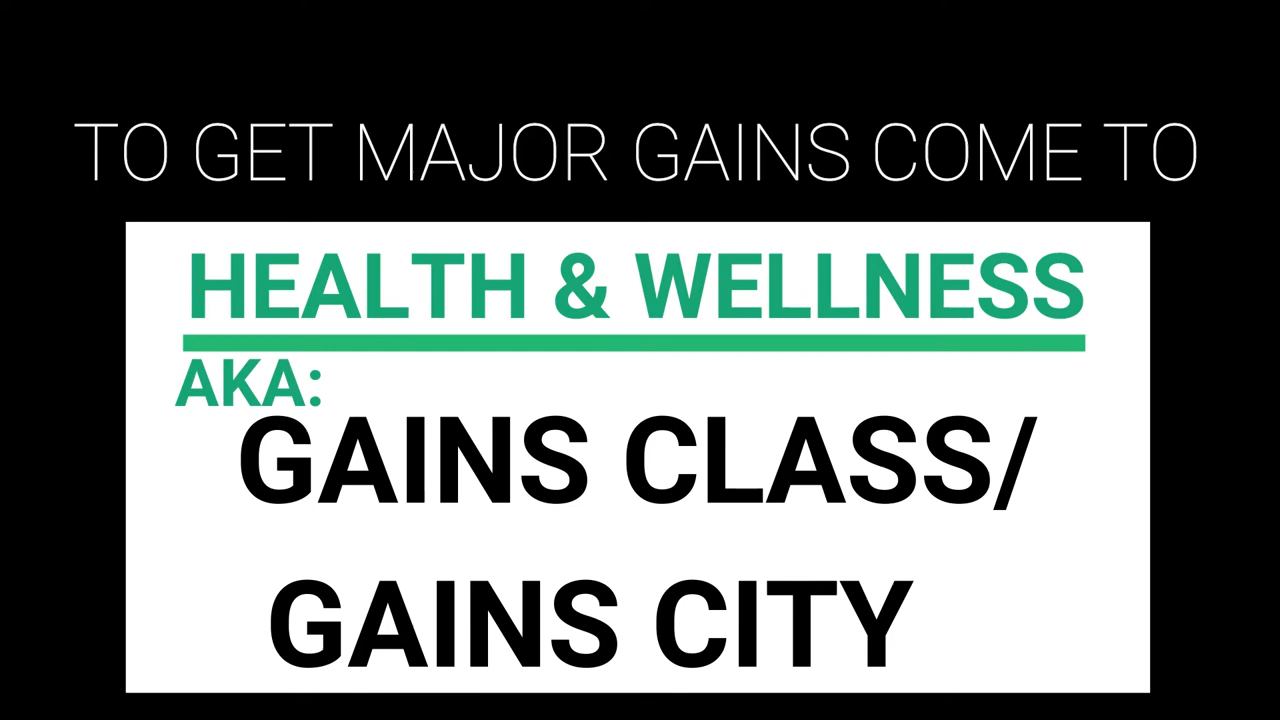 TO GET MAJOR GAINS COME TO
HEALTH & WELLNESS
AKA:
GAINS CLASS/
GAINS CITY